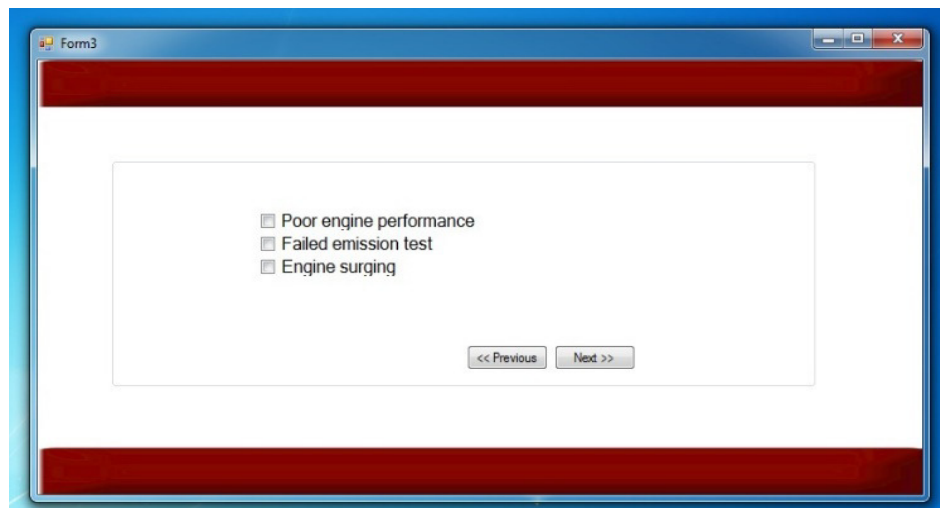 Form3
Poor engine performance
Failed emission test
Engine surging
<< Previous Next >>